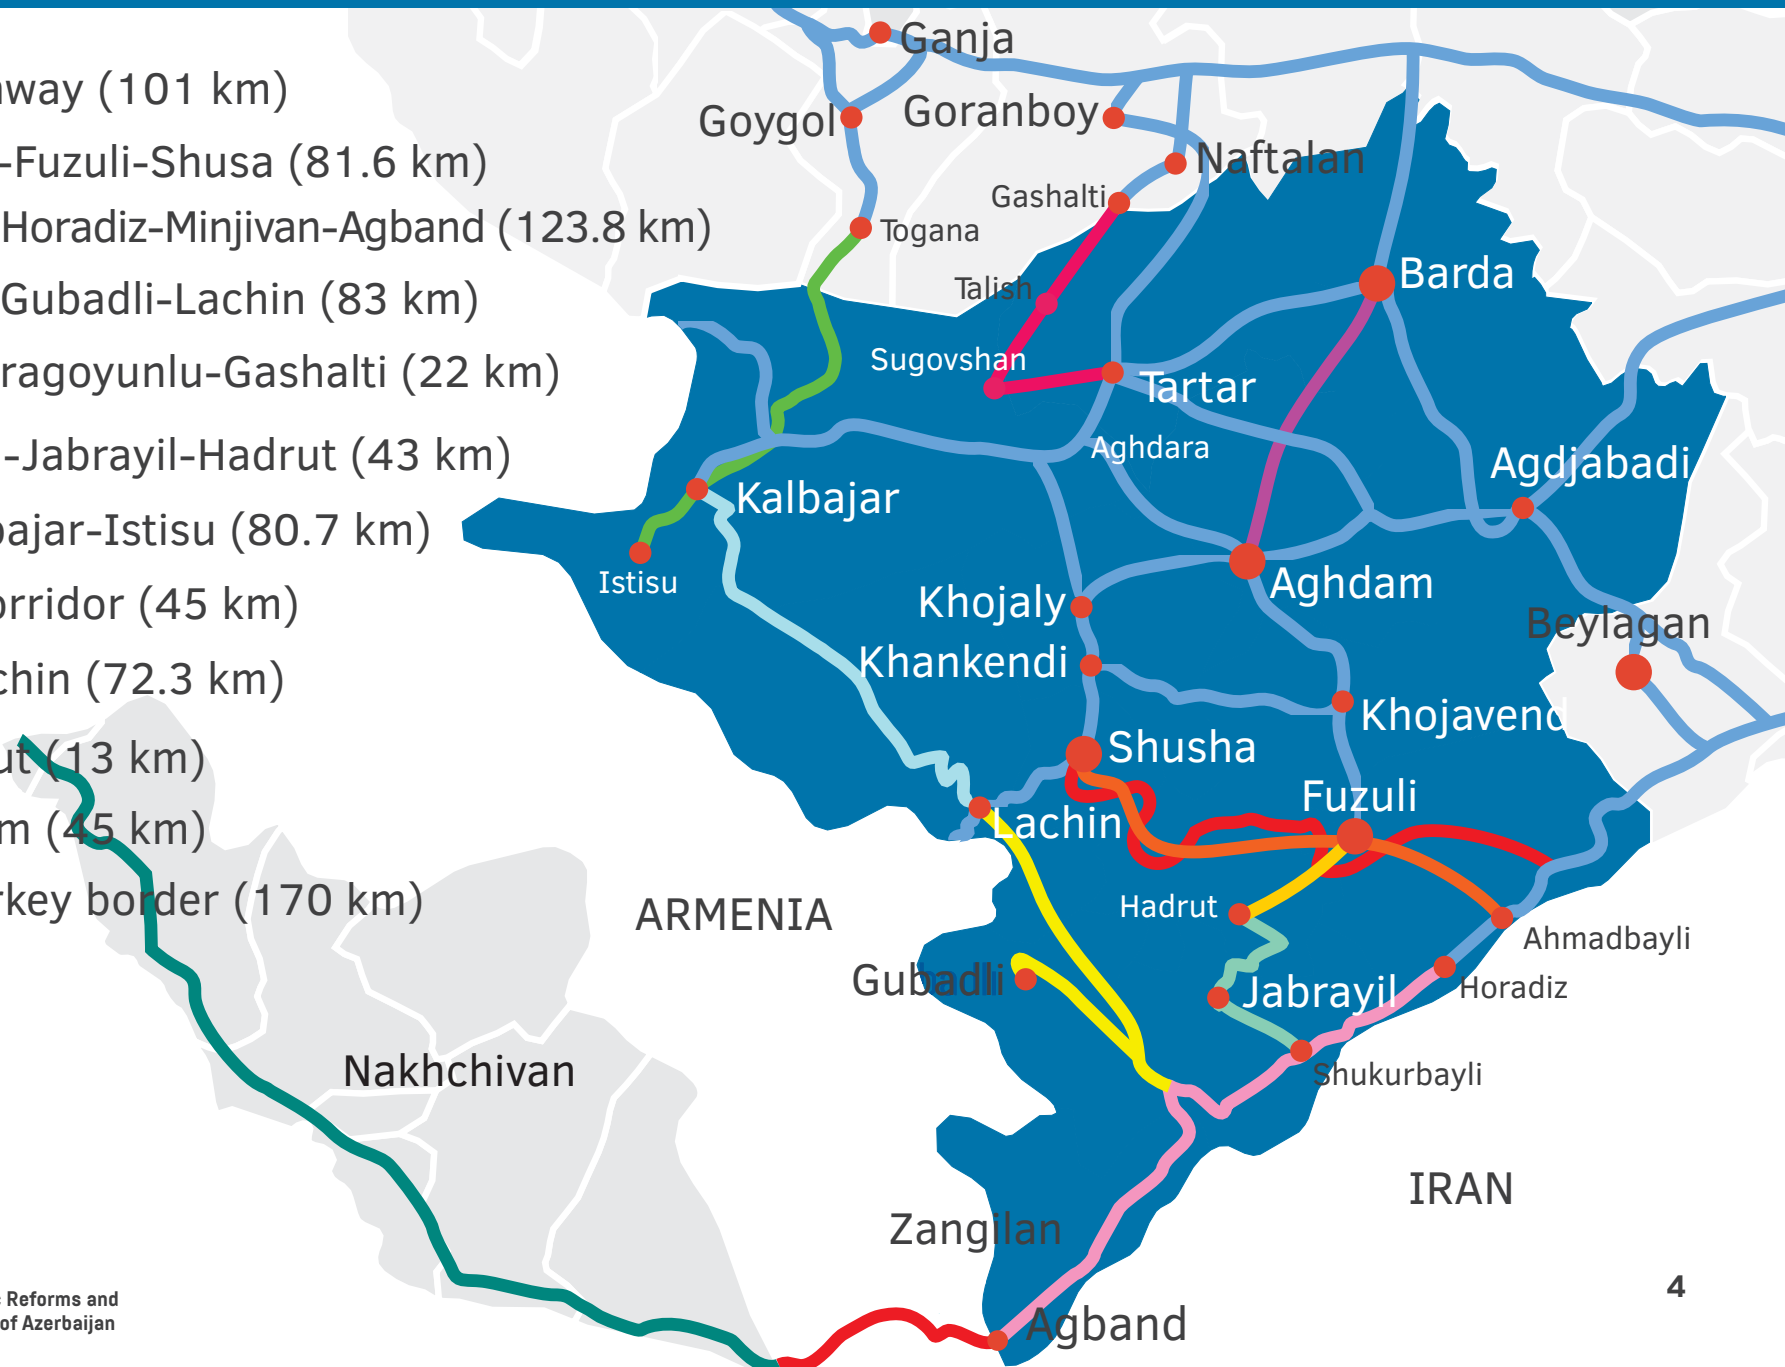 way (101 km)
-Fuzuli-Shusa (81.6 km)
Horadiz-Minjivan-Agband (123.8 km)
Gubadli-Lachin (83 km)
ragoyunlu-Gashalti (22 km)
-Jabrayil-Hadrut (43 km)
bajar-Istisu (80.7 km)
orridor (45 km)
chin (72.3 km)
ut (13 km)
m (45 km)
rkey border (170 km)
Ganja
Goygol
Goranboy
Naftalan
Gashalti
Togana
Talish
Barda
Sugovshan
Tartar
Aghdara
Agdjabadi
Kalbajar
Istisu
Aghdam
Khojaly
Beylagan
Khankendi
Khojavend
Shusha
Fuzuli
Lachin
Hadrut
ARMENIA
Ahmadbayli
Gubadli
Jabrayil
Horadiz
Nakhchivan
Shukurbayli
IRAN
Zangilan
Agband
Reforms and
of Azerbaijan
4